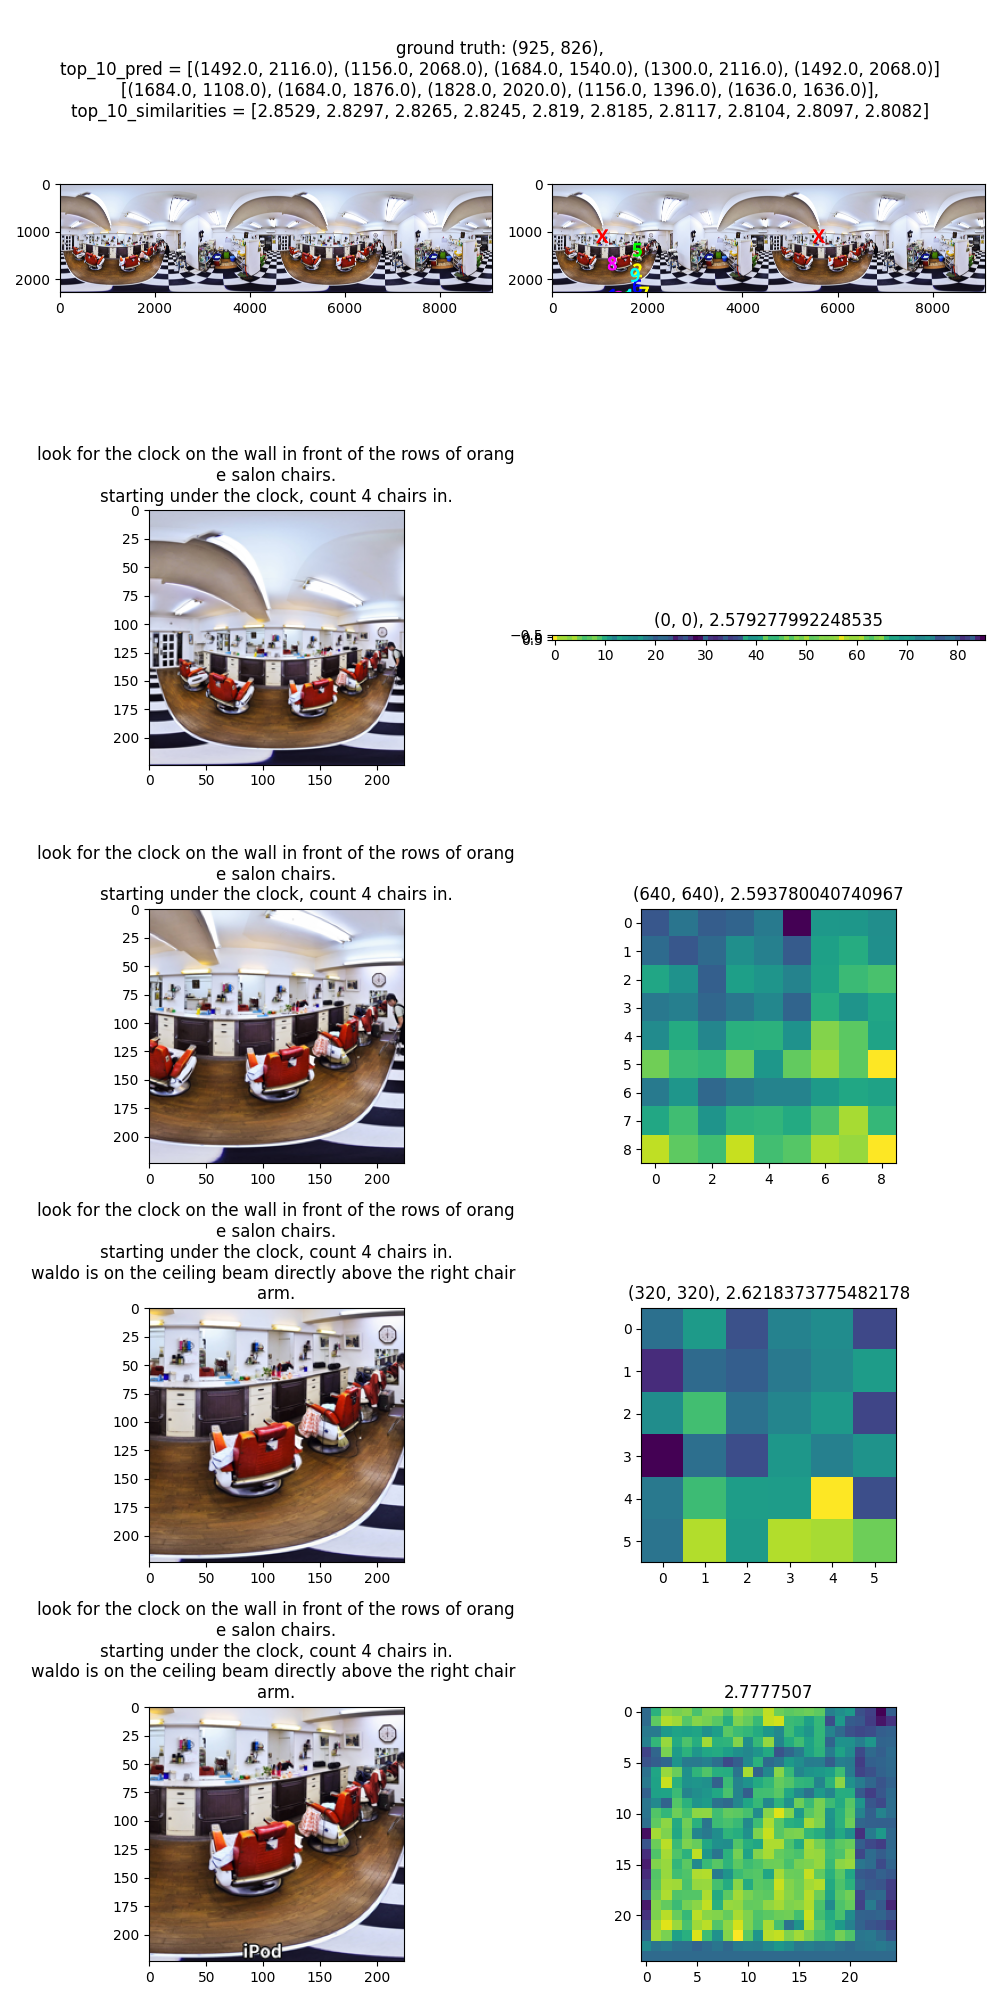 ground truth: (925, 826),
top_10_pred = [(1492.0, 2116.0), (1156.0, 2068.0), (1684.0, 1540.0), (1300.0, 2116.0), (1492.0, 2068.0)]
[(1684.0, 1108.0), (1684.0, 1876.0), (1828.0, 2020.0), (1156.0, 1396.0), (1636.0, 1636.0)],
top_10_similarities = [2.8529, 2.8297, 2.8265, 2.8245, 2.819, 2.8185, 2.8117, 2.8104, 2.8097, 2.8082]
0
1000
2000
0 2000 4000 6000 8000
0
1000
2000
X X
5
8
9
7
0 2000 4000 6000 8000
look for the clock on the wall in front of the rows of orang
e salon chairs.
starting under the clock, count 4 chairs in.
0
25
50
75
100
125
150
175
200
0 50 100 150 200
(0, 0), 2.579277992248535
0 10 20 30 40 50 60 70 80
look for the clock on the wall in front of the rows of orang
e salon chairs.
starting under the clock, count 4 chairs in.
0
25
50
75
100
125
150
175
200
0 50 100 150 200
(640, 640), 2.593780040740967
0
1
2
3
4
5
6
7
8
0 2 4 6 8
look for the clock on the wall in front of the rows of orang
e salon chairs.
starting under the clock, count 4 chairs in.
waldo is on the ceiling beam directly above the right chair
arm.
0
25
50
75
100
125
150
175
200
0 50 100 150 200
(320, 320), 2.6218373775482178
0
1
2
3
4
5
0 1 2 3 4 5
look for the clock on the wall in front of the rows of orang
e salon chairs.
starting under the clock, count 4 chairs in.
waldo is on the ceiling beam directly above the right chair
arm.
0
25
50
75
100
125
150
175
200
iPod
0 50 100 150 200
2.7777507
0
5
10
15
20
0 5 10 15 20